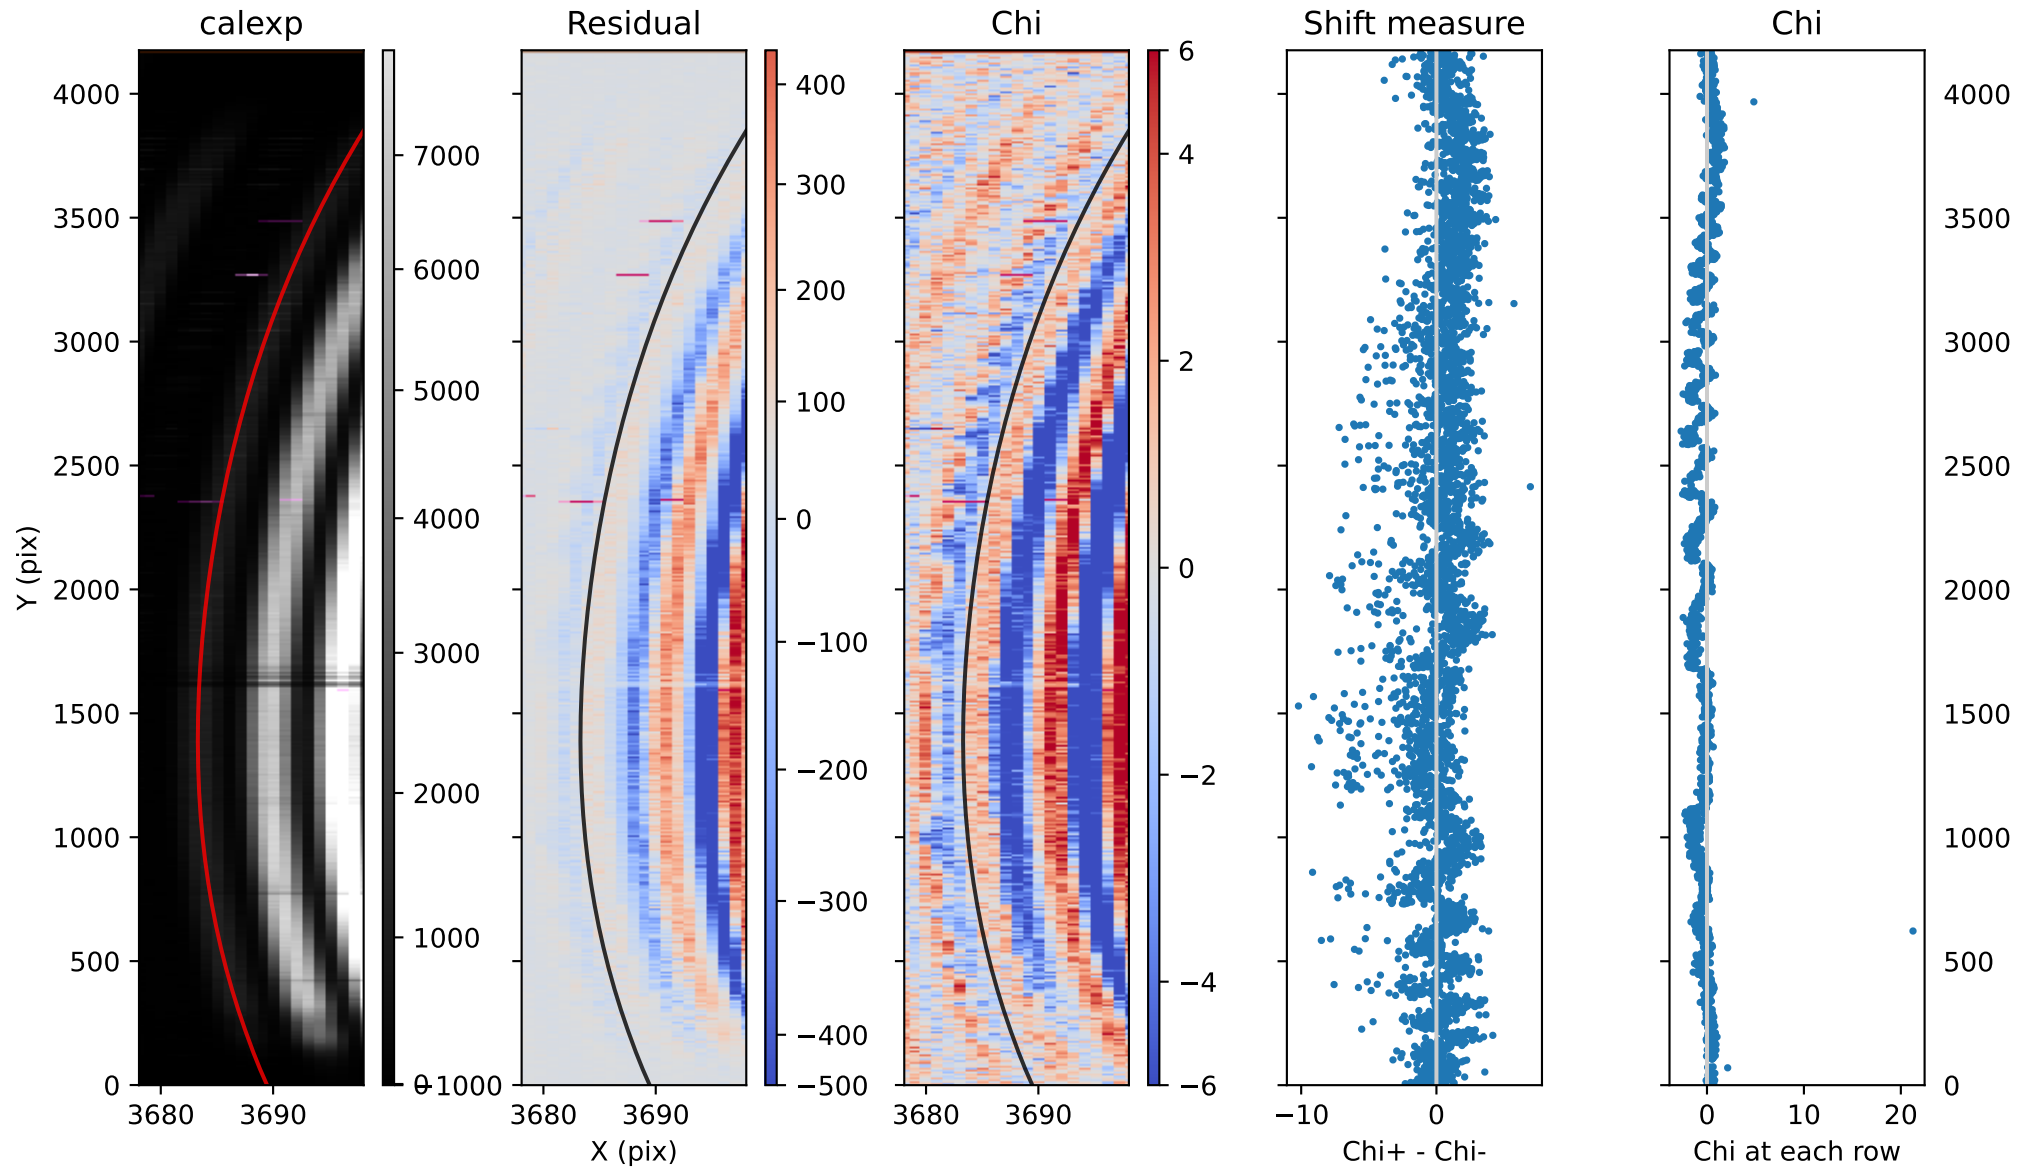 calexp Residual Chi Shift measure Chi
4000 7000 400 6 4000
3500 6000 300 4 3500
3000 5000 200 2 3000
2500 4000 100 0 2500
2000 3000 0 −2 2000
1500 2000 −100 −4 1500
1000 1000 −200 −6 1000
500 0 −300 500
0 −1000 −400 0
−500
Y (pix)
3680 3690 3680 3690 3680 3690 −10 0 0 10 20
X (pix) Chi+ - Chi- Chi at each row